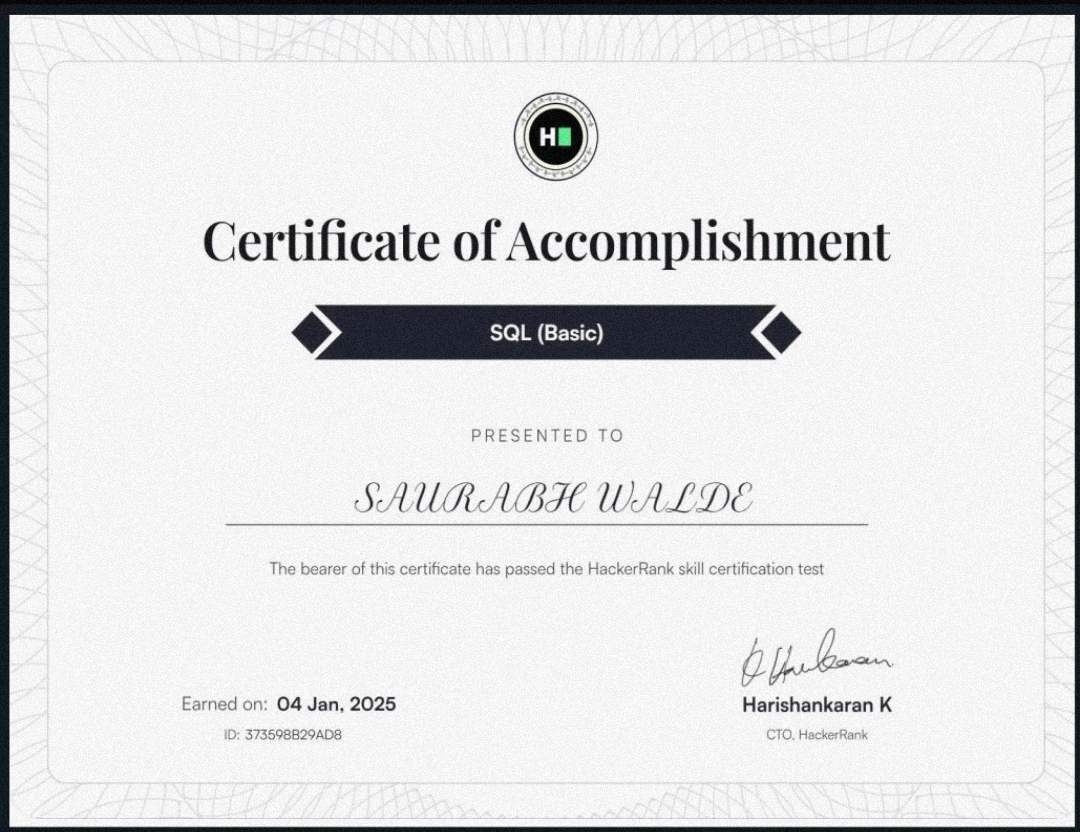 H
Certificate of Accomplishment
SQL (Basic)
PRESENTED TO
SAURABH WALDE
The bearer of this certificate has passed the HackerRank skill certification test
Earned on: 04 Jan, 2025
ID: 373598B29AD8
Harishankaran K
CTO, HackerRank